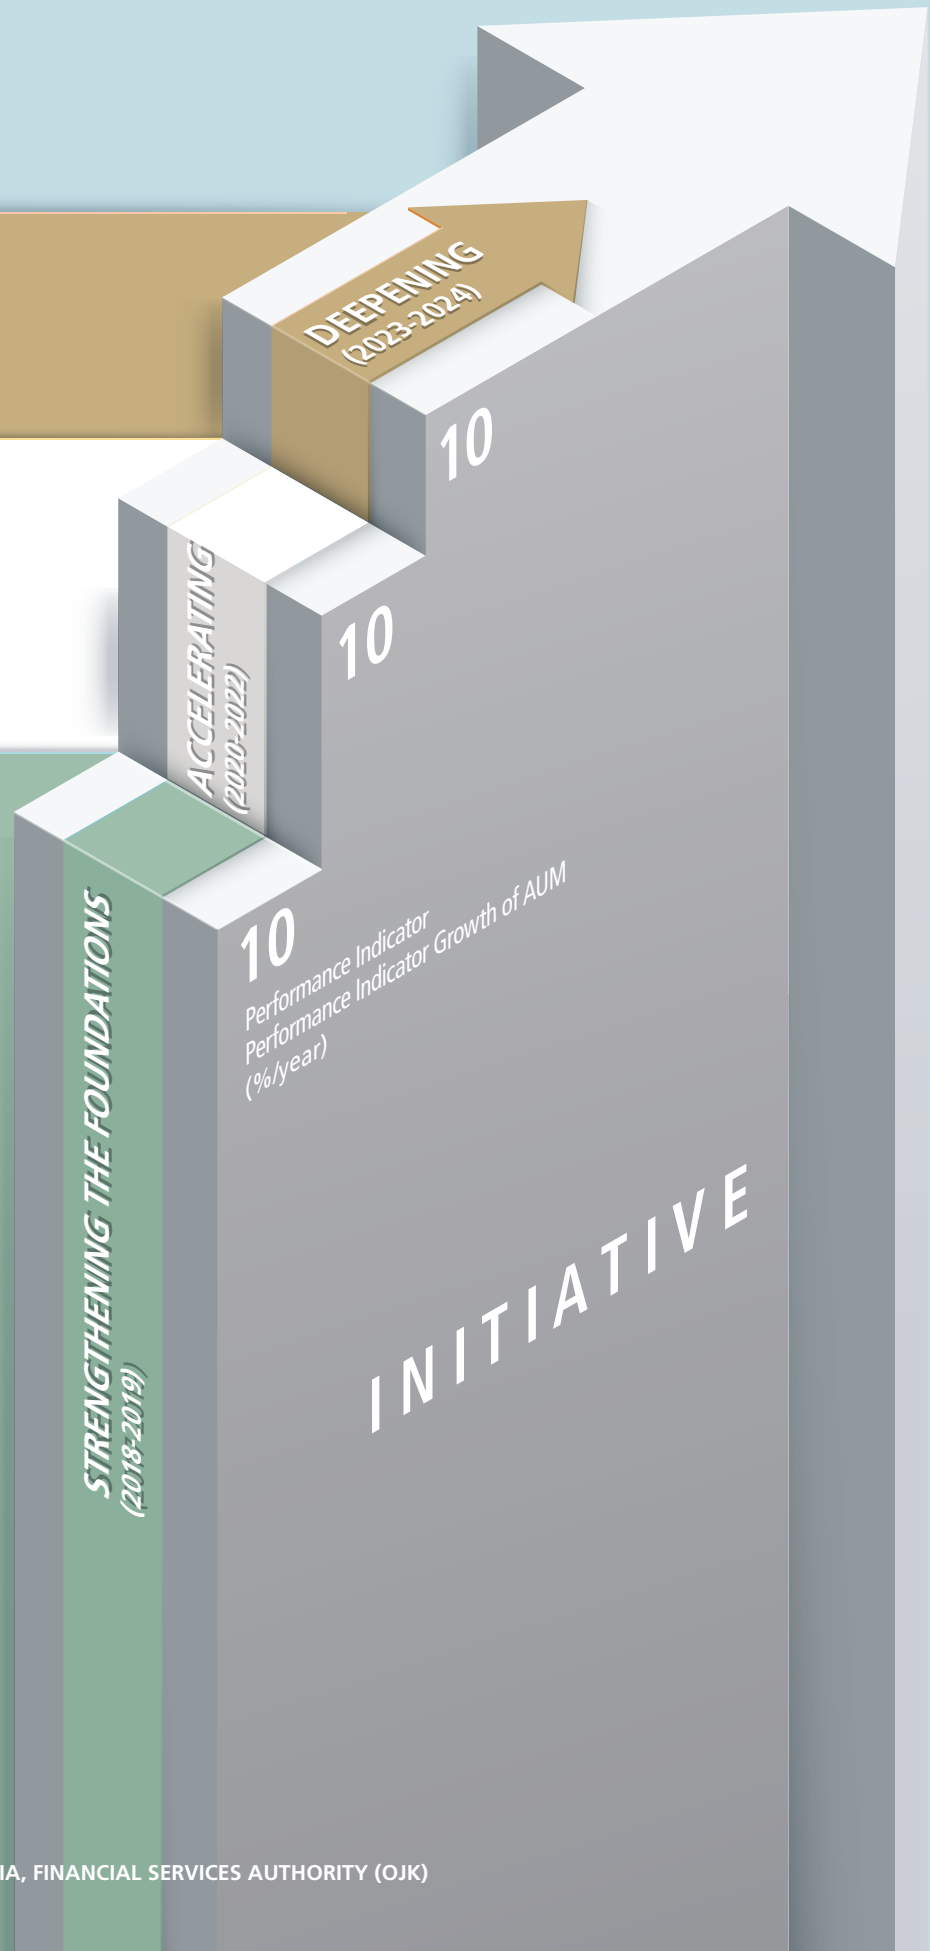 DEEPENING
(2023-2024)
10
ACCELERATING
(2020-2022)
10
STRENGTHENING THE FOUNDATIONS
(2018-2019)
10
Performance Indicator
Performance Indicator Growth of AUM
(%/year)
INITIATIVE
IA, FINANCIAL SERVICES AUTHORITY (OJK)